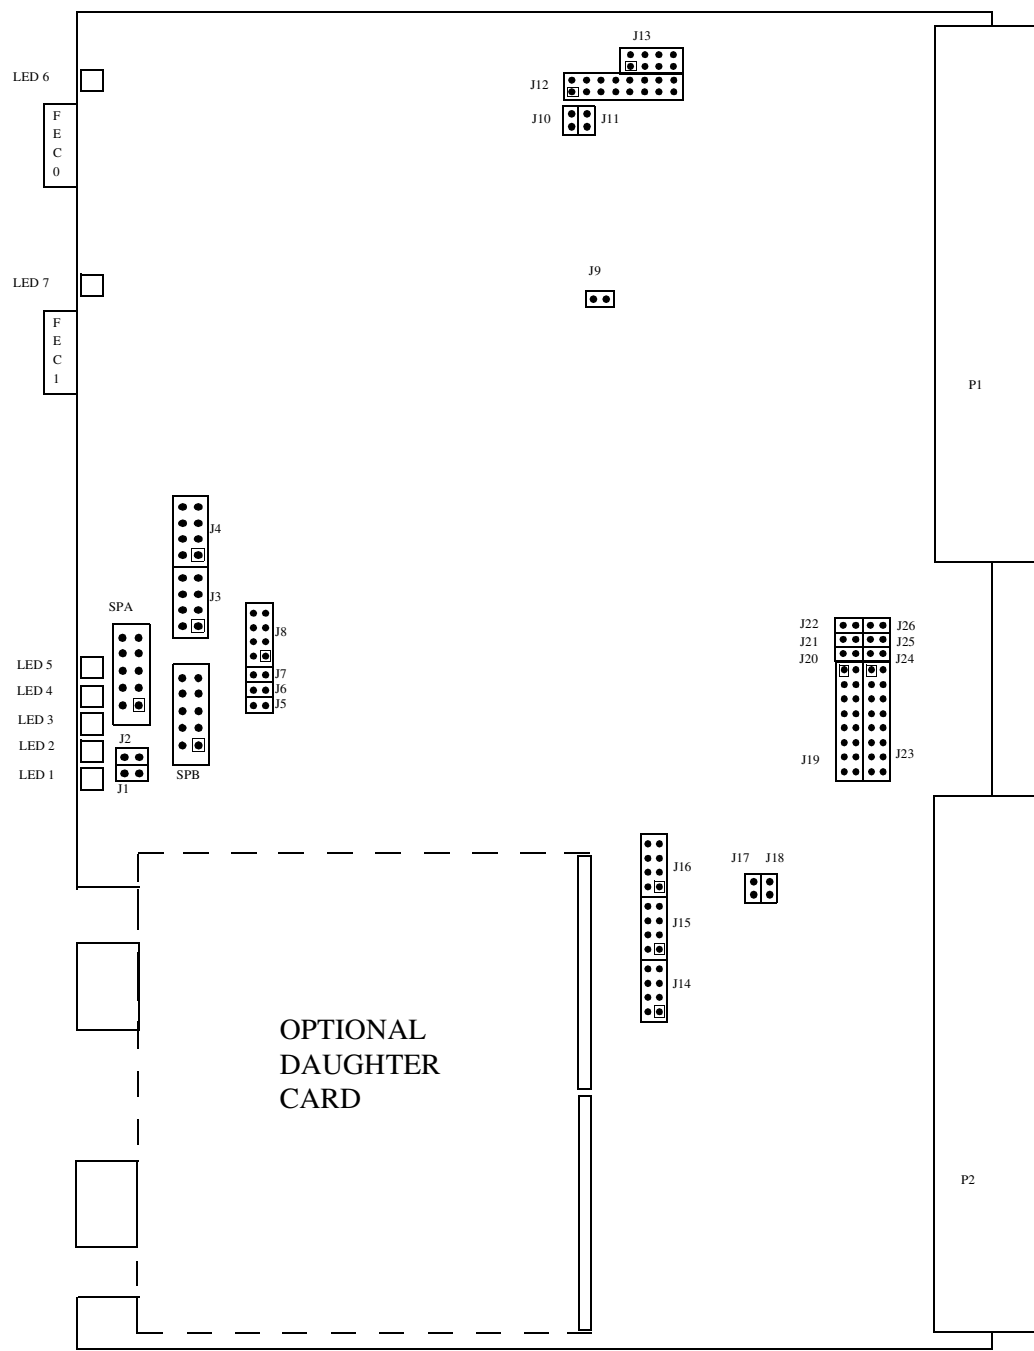 J13
LED 6
J12
F
E
C
0
J10
J11
J9
LED 7
F
E
C
1
P1
J4
J3
SPA
J8
J22
J26
J21
J25
J20
J24
LED 5
J7
LED 4
J6
J5
LED 3
J2
LED 2
J19
J23
LED 1
SPB
J1
J17
J18
J16
J15
J14
OPTIONAL
DAUGHTER
CARD
P2